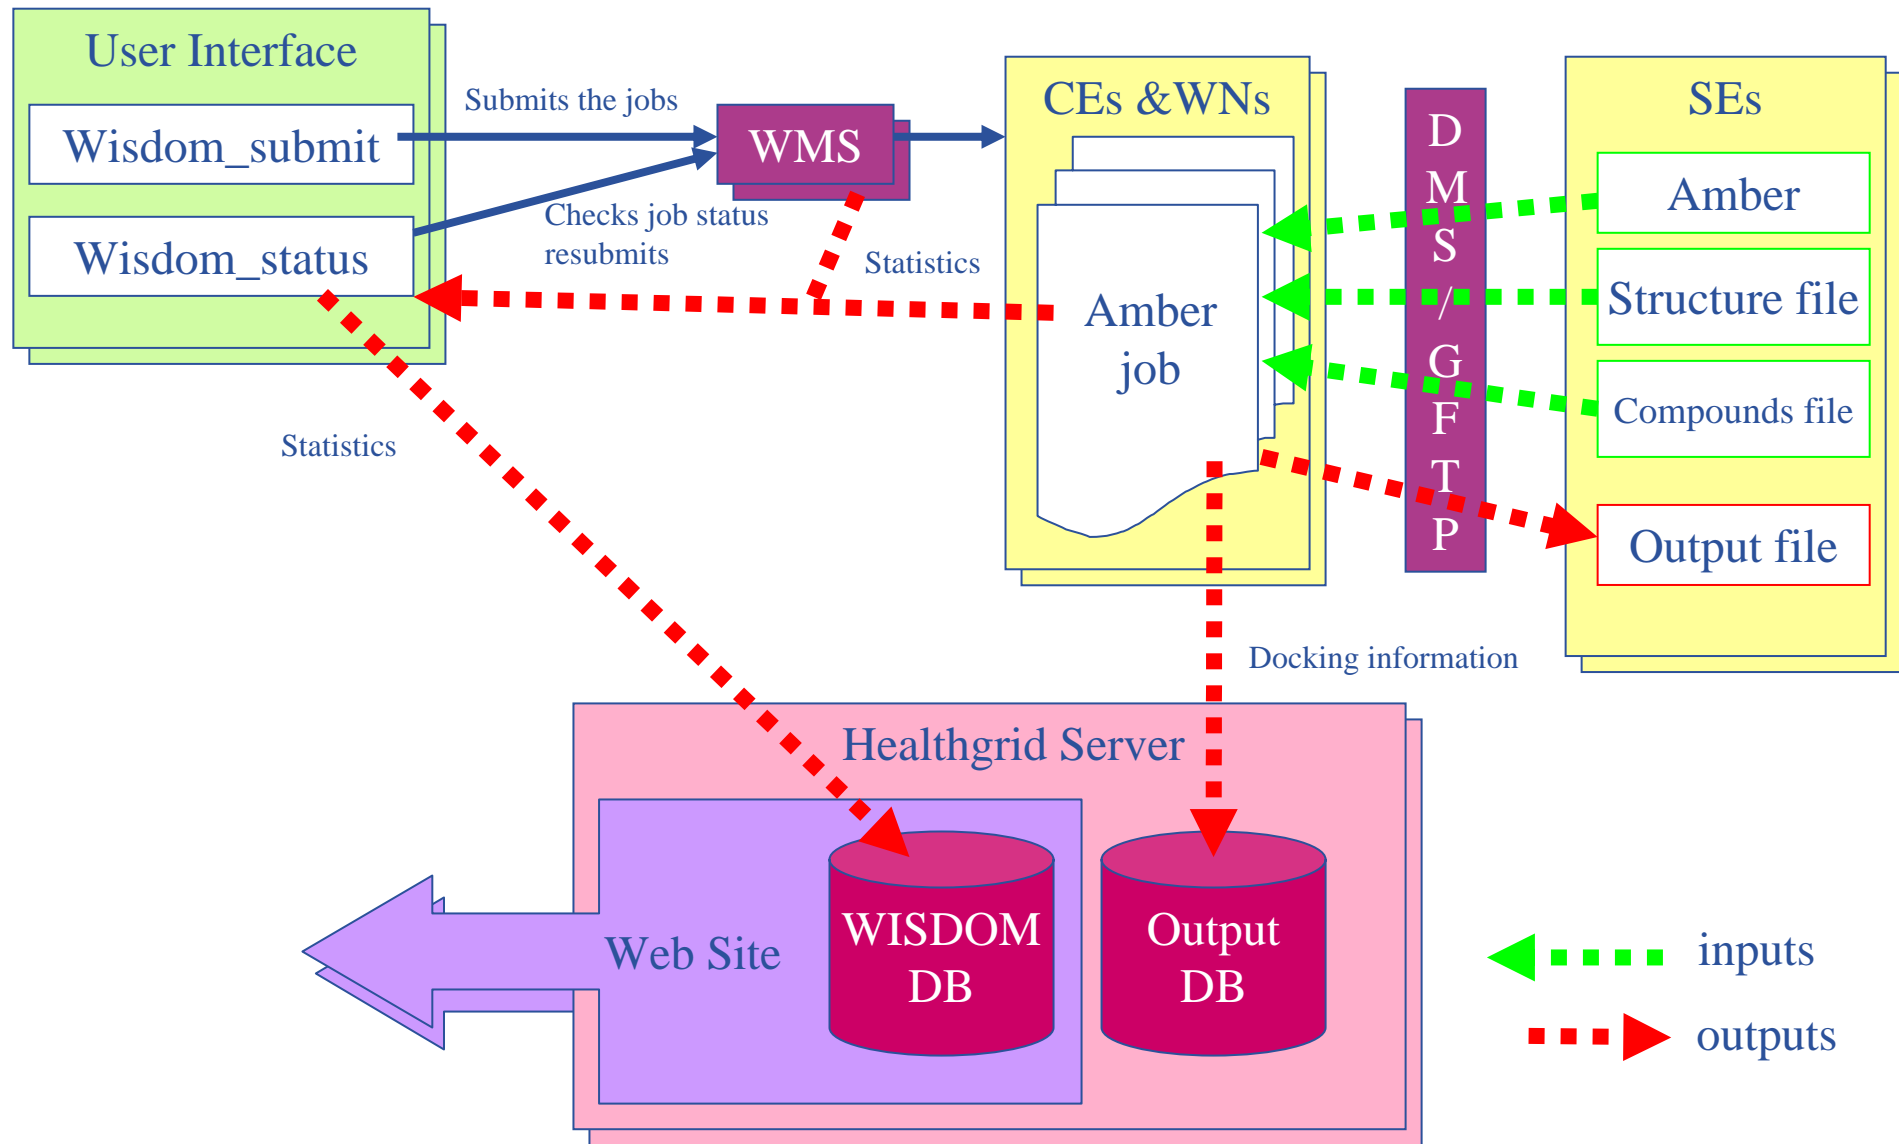 User Interface
Wisdom_submit
Wisdom_status
Submits the jobs
Checks job status
resubmits
WMS
Statistics
CEs &WNs
Amber
job
D
M
S
/
G
F
T
P
SEs
Amber
Structure file
Compounds file
Output file
Statistics
Docking information
Healthgrid Server
Web Site
WISDOM
DB
Output
DB
inputs
outputs